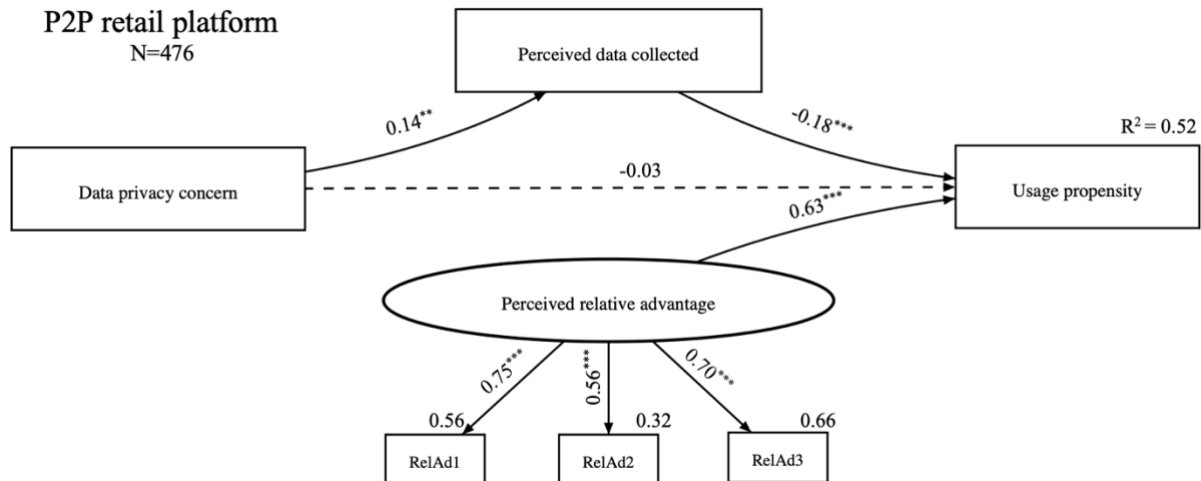 P2P retail platform
N=476
Perceived data collected
0.14**
-0.18***
R² = 0.52
Data privacy concern
-0.03
Usage propensity
0.63***
Perceived relative advantage
0.75***
0.56***
0.70***
0.56
0.32
0.66
RelAd1
RelAd2
RelAd3